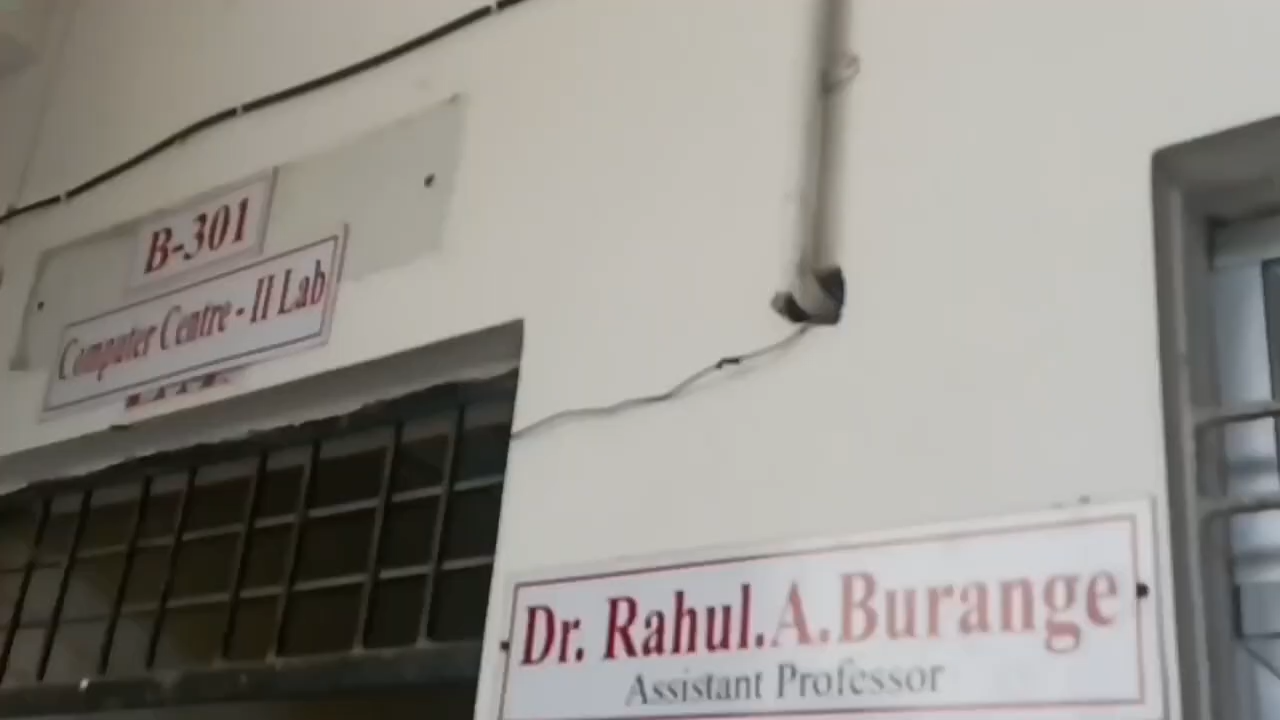 B-301
Computer Centre - II Lab
Dr. Rahul.A.Burange
Assistant Professor